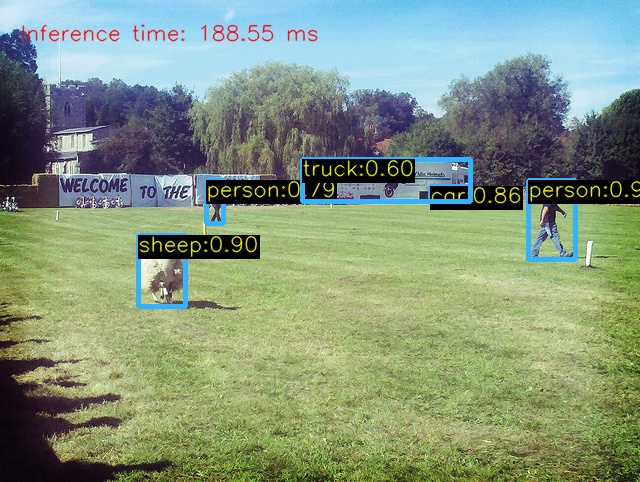 Inference time: 188.55 ms
truck:0.60
WELCOME TO THE
person:0.79
car:0.86
person:0.9
sheep:0.90